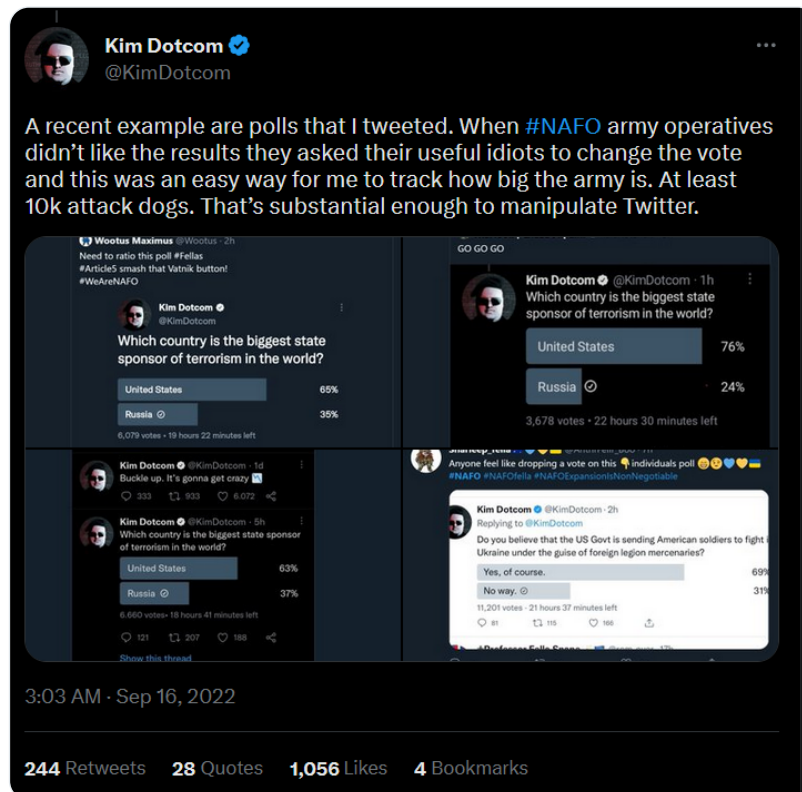 Kim Dotcom
@KimDotcom
A recent example are polls that I tweeted. When #NAFO army operatives
didn’t like the results they asked their useful idiots to change the vote
and this was an easy way for me to track how big the army is. At least
10k attack dogs. That’s substantial enough to manipulate Twitter.
Wootus Maximus @Wootus · 2h
Need to ratio this poll #Fellas
#Article5 smash that Vatnik button!
#WeAreNAFO
Kim Dotcom
@KimDotcom
Which country is the biggest state
sponsor of terrorism in the world?
United States 65%
Russia 35%
6,079 votes · 19 hours 22 minutes left
GO GO GO
Kim Dotcom @KimDotcom · 1h
Which country is the biggest state
sponsor of terrorism in the world?
United States 76%
Russia 24%
3,678 votes · 22 hours 30 minutes left
Kim Dotcom @KimDotcom · 1d
Buckle up. It's gonna get crazy
333 933 6.072
Kim Dotcom @KimDotcom · 5h
Which country is the biggest state sponsor
of terrorism in the world?
United States 63%
Russia 37%
6.660 votes · 18 hours 41 minutes left
121 207 188
Show this thread
Anyone feel like dropping a vote on this individuals poll
#NAFO #NAFOfella #NAFOExpansionIsNonNegotiable
Kim Dotcom @KimDotcom · 2h
Replying to @KimDotcom
Do you believe that the US Govt is sending American soldiers to fight i
Ukraine under the guise of foreign legion mercenaries?
Yes, of course. 69%
No way. 31%
11,201 votes · 21 hours 37 minutes left
91 115 166
3:03 AM · Sep 16, 2022
244 Retweets 28 Quotes 1,056 Likes 4 Bookmarks